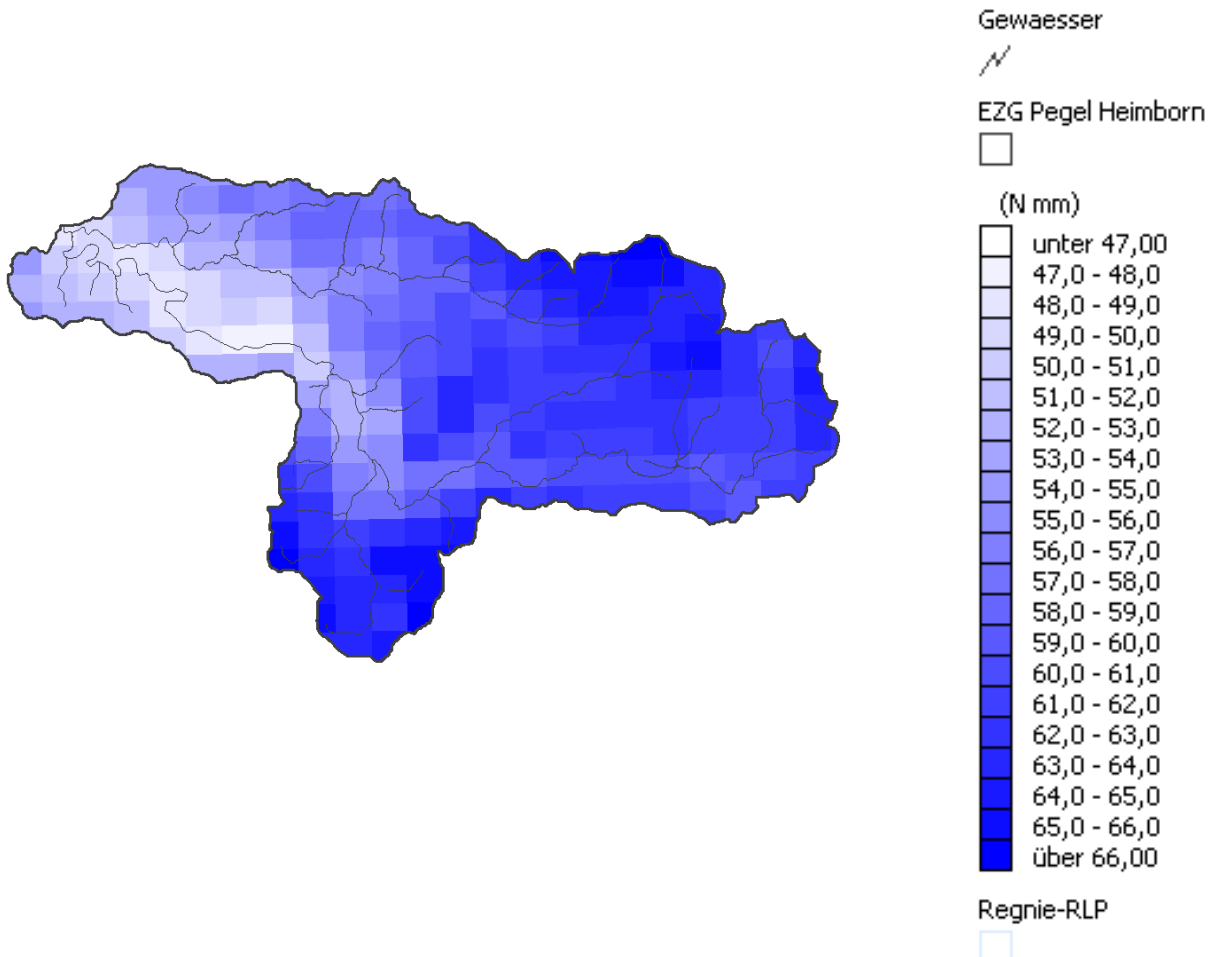 Gewaesser
EZG Pegel Heimborn
(N mm)
unter 47,00
47,0 - 48,0
48,0 - 49,0
49,0 - 50,0
50,0 - 51,0
51,0 - 52,0
52,0 - 53,0
53,0 - 54,0
54,0 - 55,0
55,0 - 56,0
56,0 - 57,0
57,0 - 58,0
58,0 - 59,0
59,0 - 60,0
60,0 - 61,0
61,0 - 62,0
62,0 - 63,0
63,0 - 64,0
64,0 - 65,0
65,0 - 66,0
über 66,00
Regnie-RLP